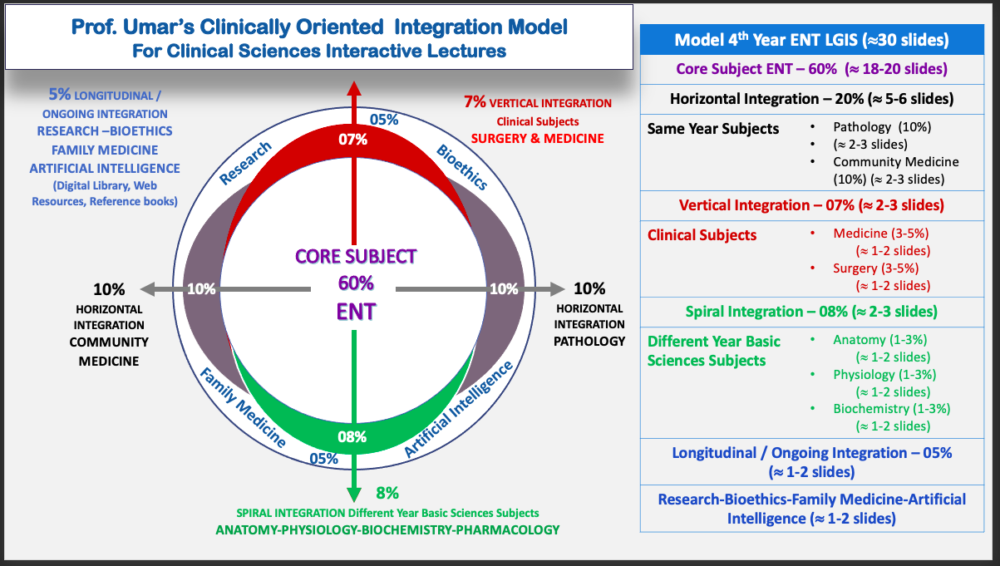 Prof. Umar's Clinically Oriented Integration Model
For Clinical Sciences Interactive Lectures
5% LONGITUDINAL /
ONGOING INTEGRATION
RESEARCH –BIOETHICS
FAMILY MEDICINE
ARTIFICIAL INTELLIGENCE
(Digital Library, Web
Resources, Reference books)
7% VERTICAL INTEGRATION
Clinical Subjects
SURGERY & MEDICINE
05%
07%
Research
Bioethics
CORE SUBJECT
60%
ENT
10%
10%
10%
HORIZONTAL
INTEGRATION
COMMUNITY
MEDICINE
10%
HORIZONTAL
INTEGRATION
PATHOLOGY
Family Medicine
Artificial Intelligence
08%
05%
8%
SPIRAL INTEGRATION Different Year Basic Sciences Subjects
ANATOMY-PHYSIOLOGY-BIOCHEMISTRY-PHARMACOLOGY
Model 4th Year ENT LGIS (≈30 slides)
Core Subject ENT – 60% (≈ 18-20 slides)
Horizontal Integration – 20% (≈ 5-6 slides)
Same Year Subjects
• Pathology (10%)
• (≈ 2-3 slides)
• Community Medicine
(10%) (≈ 2-3 slides)
Vertical Integration – 07% (≈ 2-3 slides)
Clinical Subjects
• Medicine (3-5%)
(≈ 1-2 slides)
• Surgery (3-5%)
(≈ 1-2 slides)
Spiral Integration – 08% (≈ 2-3 slides)
Different Year Basic
Sciences Subjects
• Anatomy (1-3%)
(≈ 1-2 slides)
• Physiology (1-3%)
(≈ 1-2 slides)
• Biochemistry (1-3%)
(≈ 1-2 slides)
Longitudinal / Ongoing Integration – 05%
(≈ 1-2 slides)
Research-Bioethics-Family Medicine-Artificial
Intelligence (≈ 1-2 slides)